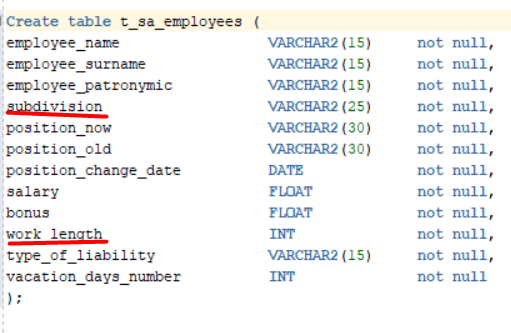 Create table t_sa_employees (
employee_name VARCHAR2(15) not null,
employee_surname VARCHAR2(15) not null,
employee_patronymic VARCHAR2(15) not null,
subdivision VARCHAR2(25) not null,
position_now VARCHAR2(30) not null,
position_old VARCHAR2(30) not null,
position_change_date DATE not null,
salary FLOAT not null,
bonus FLOAT not null,
work_length INT not null,
type_of_liability VARCHAR2(15) not null,
vacation_days_number INT not null
);